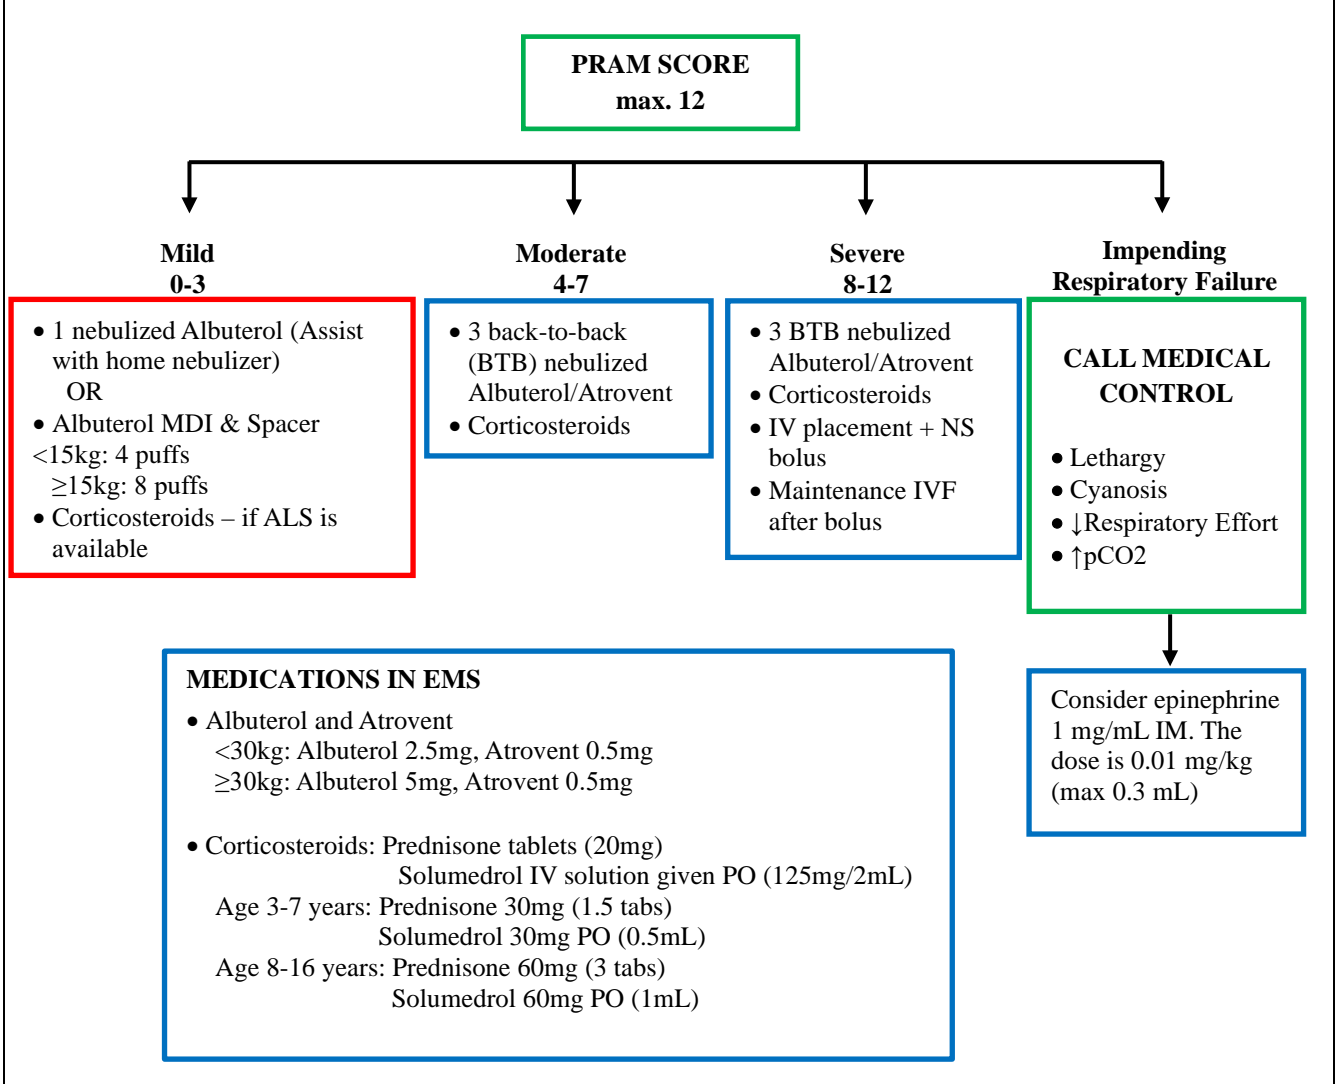 PRAM SCORE
max. 12
Mild
0-3
• 1 nebulized Albuterol (Assist
with home nebulizer)
OR
• Albuterol MDI & Spacer
<15kg: 4 puffs
≥15kg: 8 puffs
• Corticosteroids – if ALS is
available
Moderate
4-7
• 3 back-to-back
(BTB) nebulized
Albuterol/Atrovent
• Corticosteroids
Severe
8-12
• 3 BTB nebulized
Albuterol/Atrovent
• Corticosteroids
• IV placement + NS
bolus
• Maintenance IVF
after bolus
Impending
Respiratory Failure
CALL MEDICAL
CONTROL
• Lethargy
• Cyanosis
• ↓Respiratory Effort
• ↑pCO2
Consider epinephrine
1 mg/mL IM. The
dose is 0.01 mg/kg
(max 0.3 mL)
MEDICATIONS IN EMS
• Albuterol and Atrovent
<30kg: Albuterol 2.5mg, Atrovent 0.5mg
≥30kg: Albuterol 5mg, Atrovent 0.5mg
• Corticosteroids: Prednisone tablets (20mg)
Solumedrol IV solution given PO (125mg/2mL)
Age 3-7 years: Prednisone 30mg (1.5 tabs)
Solumedrol 30mg PO (0.5mL)
Age 8-16 years: Prednisone 60mg (3 tabs)
Solumedrol 60mg PO (1mL)